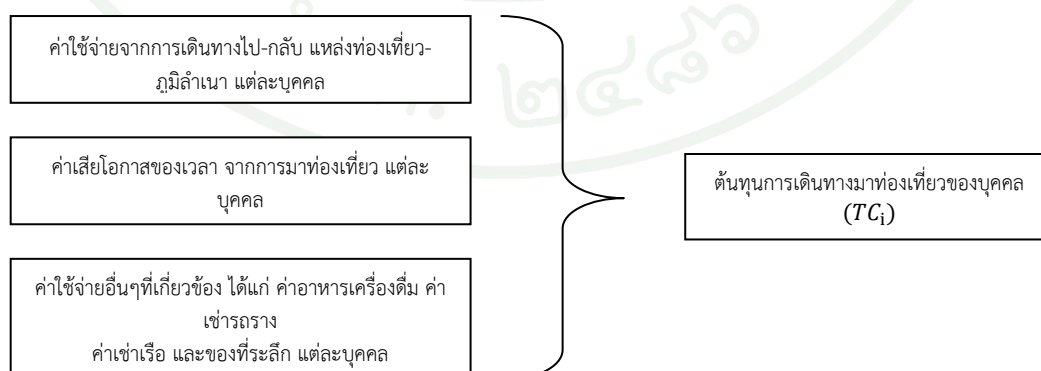 ค่าใช้จ่ายจากการเดินทางไป-กลับ แหล่งท่องเที่ยว-
ภูมิลำเนา แต่ละบุคคล
ค่าเสียโอกาสของเวลา จากการมาท่องเที่ยว แต่ละ
บุคคล
ค่าใช้จ่ายอื่นๆที่เกี่ยวข้อง ได้แก่ ค่าอาหารเครื่องดื่ม ค่า
เช่ารถราง
ค่าเช่าเรือ และของที่ระลึก แต่ละบุคคล
ต้นทุนการเดินทางมาท่องเที่ยวของบุคคล
(TCᵢ)
๒๔๘๖